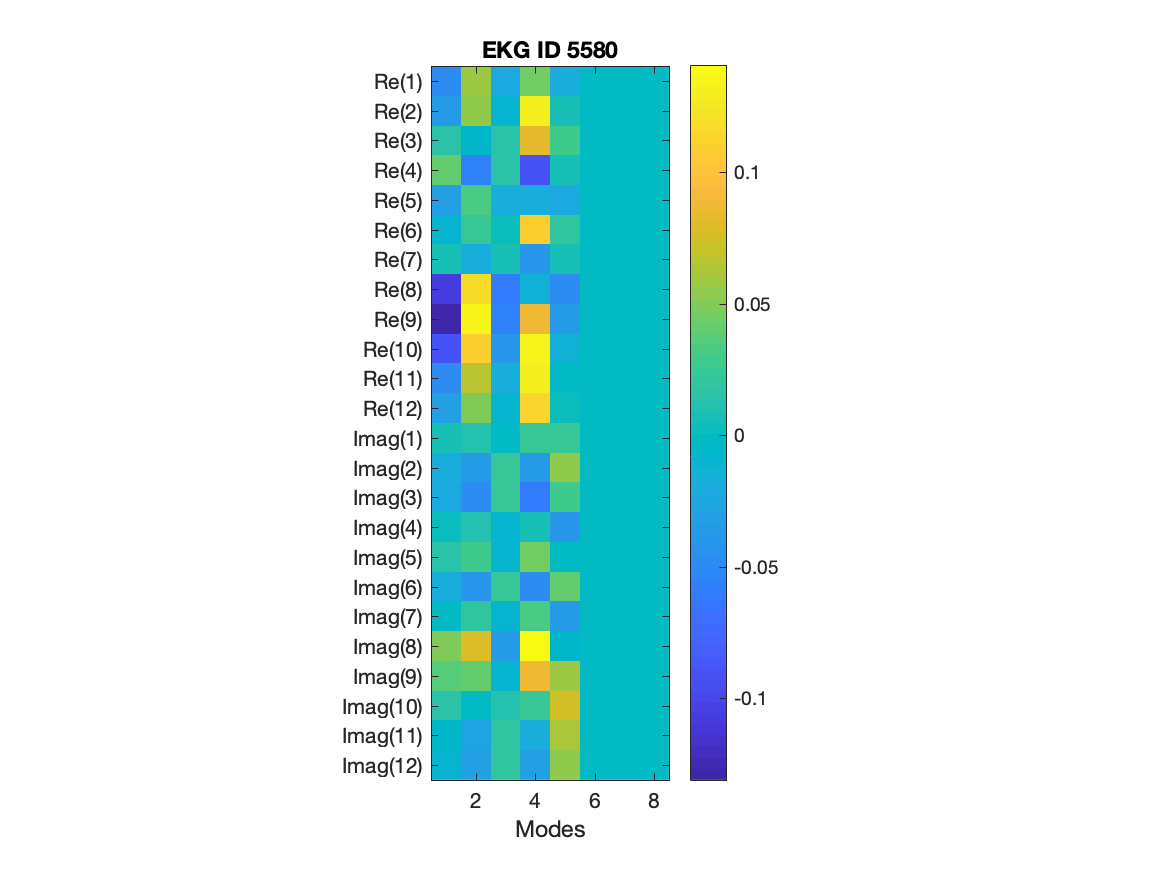 EKG ID 5580
Re(1)
Re(2)
Re(3)
Re(4)
Re(5)
Re(6)
Re(7)
Re(8)
Re(9)
Re(10)
Re(11)
Re(12)
Imag(1)
Imag(2)
Imag(3)
Imag(4)
Imag(5)
Imag(6)
Imag(7)
Imag(8)
Imag(9)
Imag(10)
Imag(11)
Imag(12)
2 4 6 8
Modes
0.1
0.05
0
-0.05
-0.1